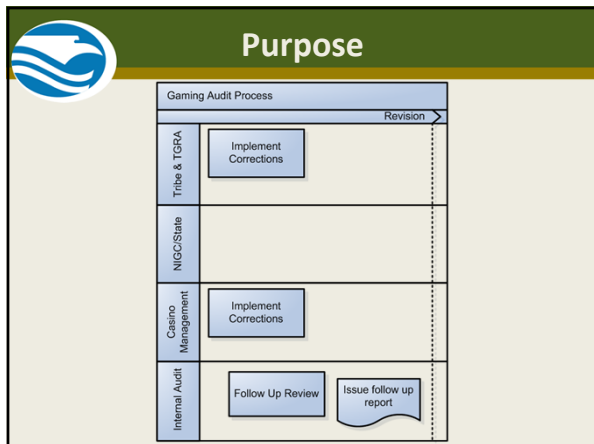 Purpose
Gaming Audit Process
Revision
Tribe & TGRA
Implement
Corrections
NIGC/State
Casino
Management
Implement
Corrections
Internal Audit
Follow Up Review
Issue follow up
report